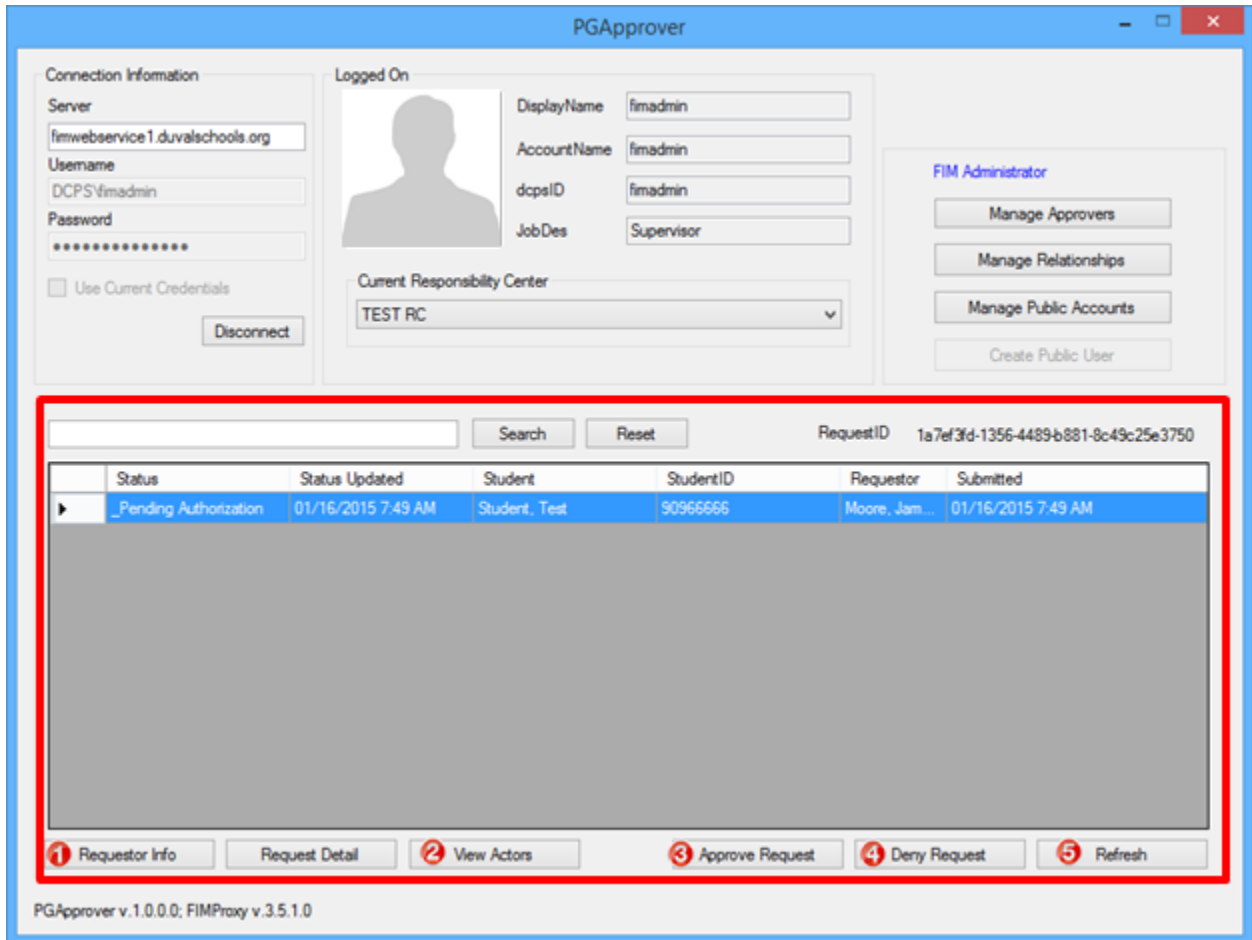 PGApprover
Connection Information
Server
fimwebservice1.duvalschools.org
Username
DCPS\fimadmin
Password
Use Current Credentials
Disconnect
Logged On
DisplayName fimadmin
AccountName fimadmin
dcpsID fimadmin
JobDes Supervisor
Current Responsibility Center
TEST RC
FIM Administrator
Manage Approvers
Manage Relationships
Manage Public Accounts
Create Public User
Search Reset RequestID 1a7ef3fd-1356-4489-b881-8c49c25e3750
Status Status Updated Student StudentID Requestor Submitted
_Pending Authorization 01/16/2015 7:49 AM Student, Test 90966666 Moore, Jam... 01/16/2015 7:49 AM
1 Requestor Info Request Detail 2 View Actors 3 Approve Request 4 Deny Request 5 Refresh
PGApprover v.1.0.0.0; FIMProxy v.3.5.1.0